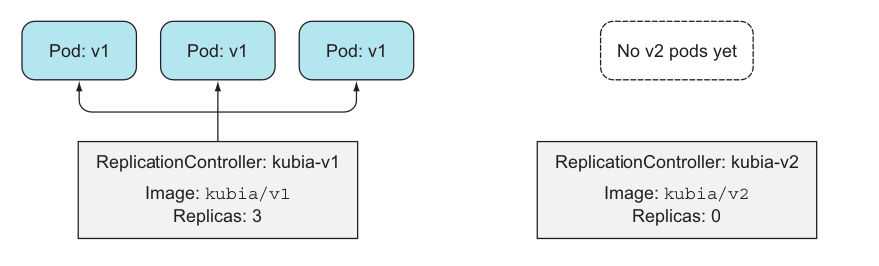 Pod: v1
Pod: v1
Pod: v1
No v2 pods yet
ReplicationController: kubia-v1
Image: kubia/v1
Replicas: 3
ReplicationController: kubia-v2
Image: kubia/v2
Replicas: 0